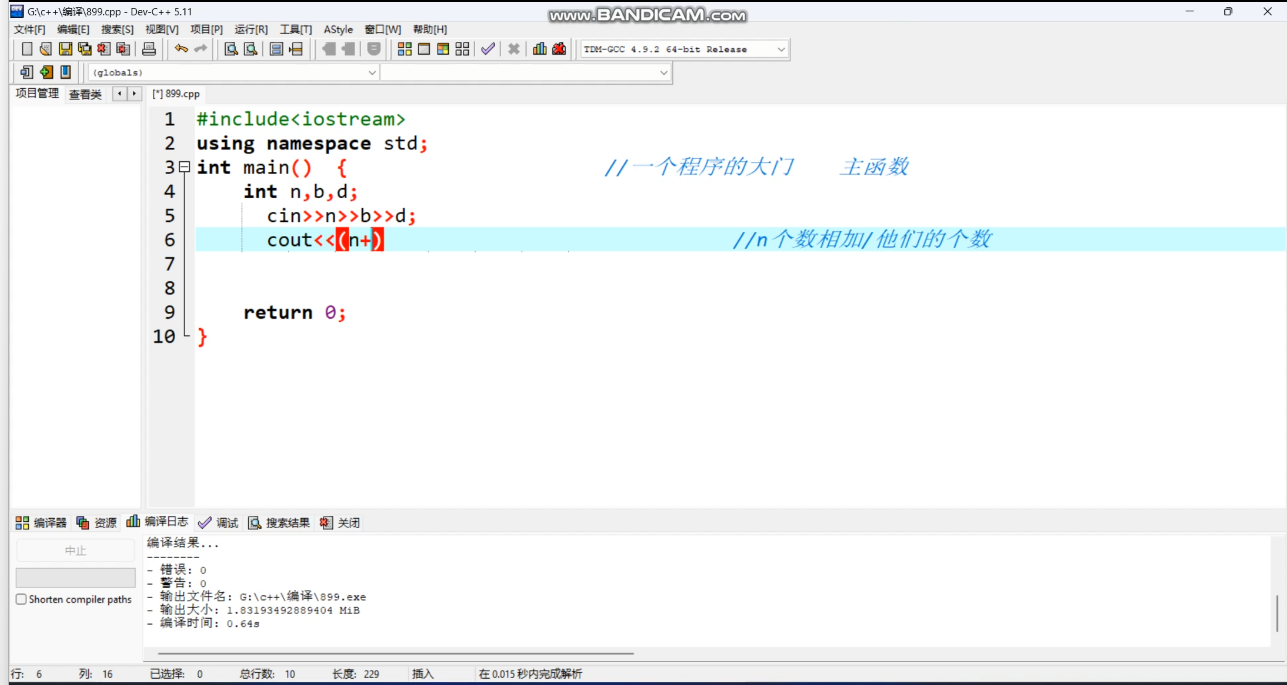 G:\c++\编译\899.cpp - Dev-C++ 5.11
www.BANDICAM.com
文件[F] 编辑[E] 搜索[S] 视图[V] 项目[P] 运行[R] 工具[T] AStyle 窗口[W] 帮助[H]
TDM-GCC 4.9.2 64-bit Release
(globals)
项目管理 查看类 [*] 899.cpp
1 #include<iostream>
2 using namespace std;
3 int main() { //一个程序的大门 主函数
4 int n,b,d;
5 cin>>n>>b>>d;
6 cout<<(n+) //n个数相加/他们的个数
7
8
9 return 0;
10 }
编译器 资源 编译日志 调试 搜索结果 关闭
中止
Shorten compiler paths
编译结果...
--------
- 错误: 0
- 警告: 0
- 输出文件名: G:\c++\编译\899.exe
- 输出大小: 1.83193492889404 MiB
- 编译时间: 0.64s
行: 6 列: 16 已选择: 0 总行数: 10 长度: 229 插入 在 0.015 秒内完成解析